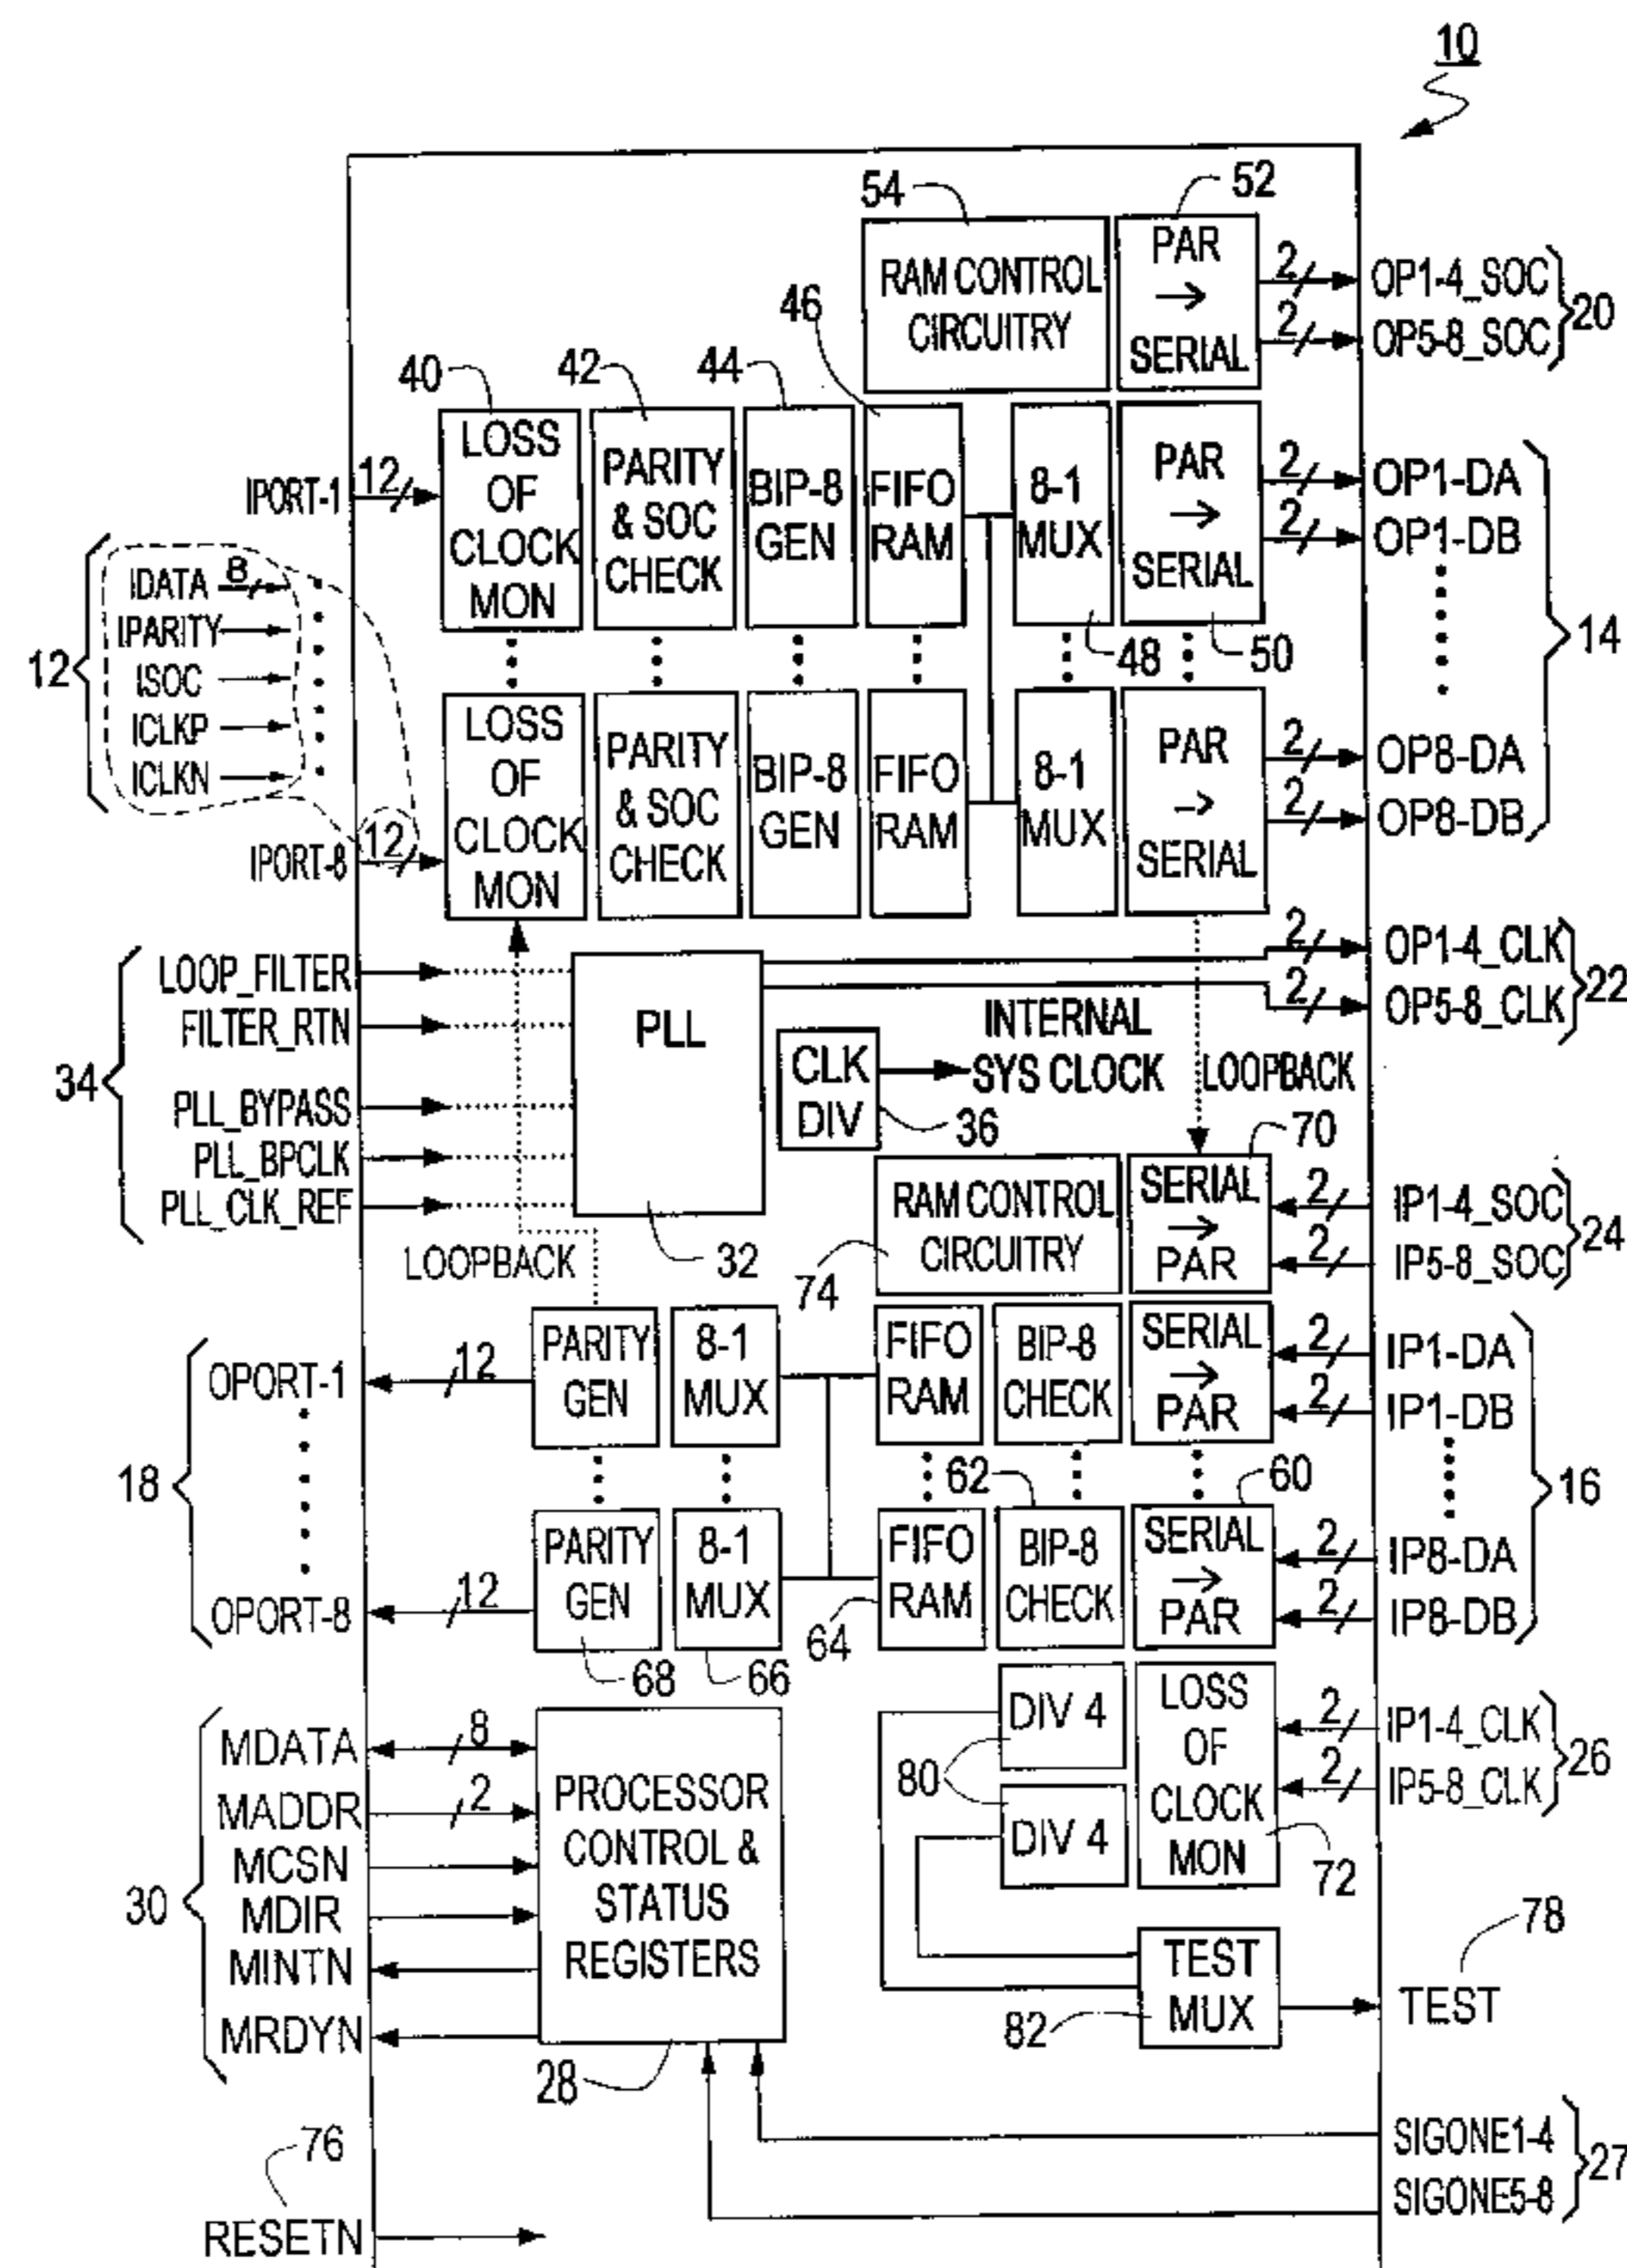 10
54
52
RAM CONTROL
CIRCUITRY
PAR
→
SERIAL
2
2
OP1-4_SOC
OP5-8_SOC
20
40
42
44
46
IPORT-1
12
LOSS
OF
CLOCK
MON
PARITY
& SOC
CHECK
BIP-8
GEN
FIFO
RAM
8-1
MUX
PAR
→
SERIAL
2
2
OP1-DA
OP1-DB
48
50
14
12
IDATA
8
IPARITY
ISOC
ICLKP
ICLKN
IPORT-8
12
LOSS
OF
CLOCK
MON
PARITY
& SOC
CHECK
BIP-8
GEN
FIFO
RAM
8-1
MUX
PAR
→
SERIAL
2
2
OP8-DA
OP8-DB
34
LOOP_FILTER
FILTER_RTN
PLL_BYPASS
PLL_BPCLK
PLL_CLK_REF
PLL
32
2
2
OP1-4_CLK
OP5-8_CLK
22
CLK
DIV
36
INTERNAL
SYS CLOCK
LOOPBACK
LOOPBACK
70
RAM CONTROL
CIRCUITRY
74
SERIAL
→
PAR
2
2
IP1-4_SOC
IP5-8_SOC
24
18
OPORT-1
12
PARITY
GEN
8-1
MUX
FIFO
RAM
BIP-8
CHECK
SERIAL
→
PAR
2
2
IP1-DA
IP1-DB
16
62
60
OPORT-8
12
PARITY
GEN
8-1
MUX
FIFO
RAM
BIP-8
CHECK
SERIAL
→
PAR
2
2
IP8-DA
IP8-DB
68
66
64
30
MDATA
8
MADDR
2
MCSN
MDIR
MINTN
MRDYN
PROCESSOR
CONTROL &
STATUS
REGISTERS
28
DIV 4
80
DIV 4
LOSS
OF
CLOCK
MON
72
2
2
IP1-4_CLK
IP5-8_CLK
26
TEST
MUX
82
78
TEST
SIGONE1-4
SIGONE5-8
27
76
RESETN